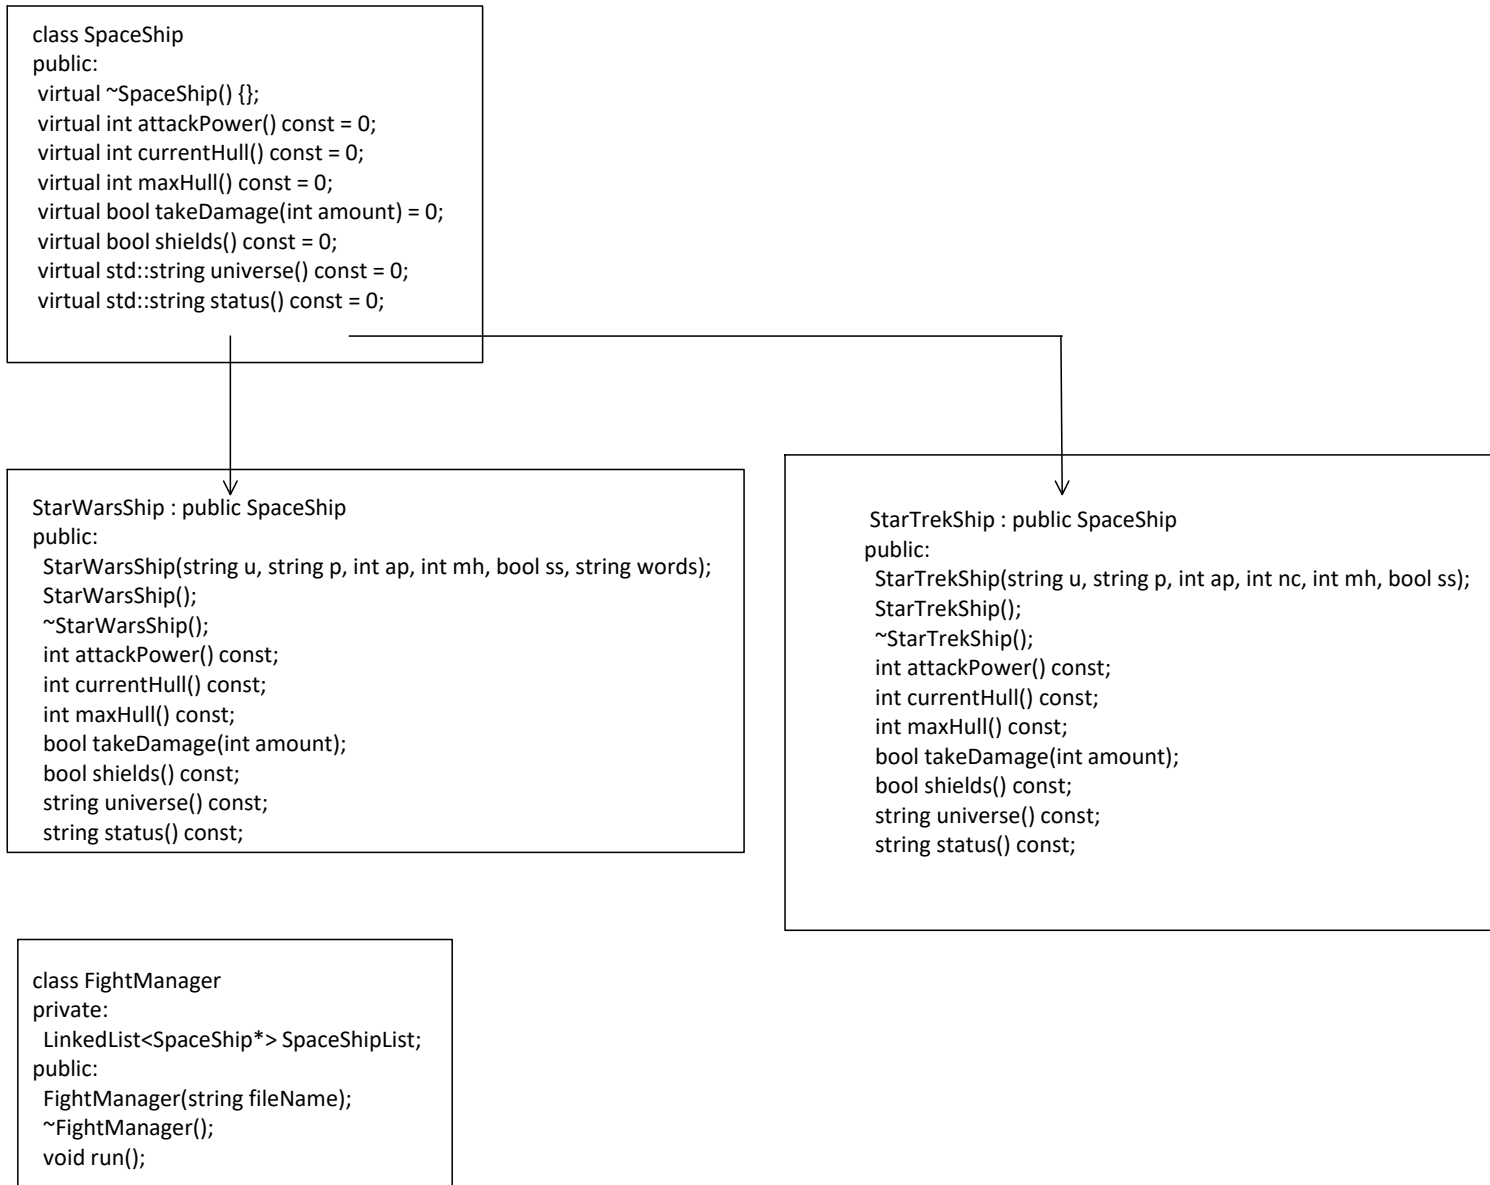 class SpaceShip
public:
virtual ~SpaceShip() {};
virtual int attackPower() const = 0;
virtual int currentHull() const = 0;
virtual int maxHull() const = 0;
virtual bool takeDamage(int amount) = 0;
virtual bool shields() const = 0;
virtual std::string universe() const = 0;
virtual std::string status() const = 0;
StarWarsShip : public SpaceShip
public:
StarWarsShip(string u, string p, int ap, int mh, bool ss, string words);
StarWarsShip();
~StarWarsShip();
int attackPower() const;
int currentHull() const;
int maxHull() const;
bool takeDamage(int amount);
bool shields() const;
string universe() const;
string status() const;
StarTrekShip : public SpaceShip
public:
StarTrekShip(string u, string p, int ap, int nc, int mh, bool ss);
StarTrekShip();
~StarTrekShip();
int attackPower() const;
int currentHull() const;
int maxHull() const;
bool takeDamage(int amount);
bool shields() const;
string universe() const;
string status() const;
class FightManager
private:
LinkedList<SpaceShip*> SpaceShipList;
public:
FightManager(string fileName);
~FightManager();
void run();